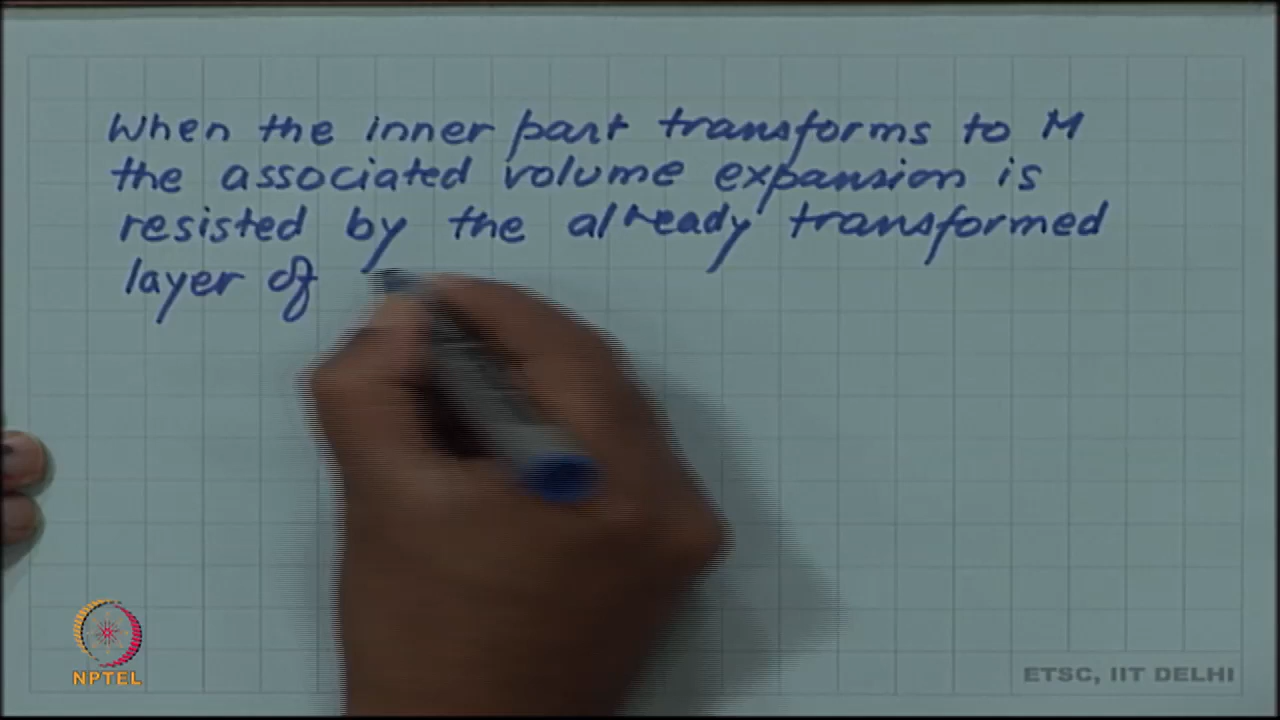 When the inner part transforms to M
the associated volume expansion is
resisted by the already transformed
layer of
NPTEL
ETSC, IIT DELHI